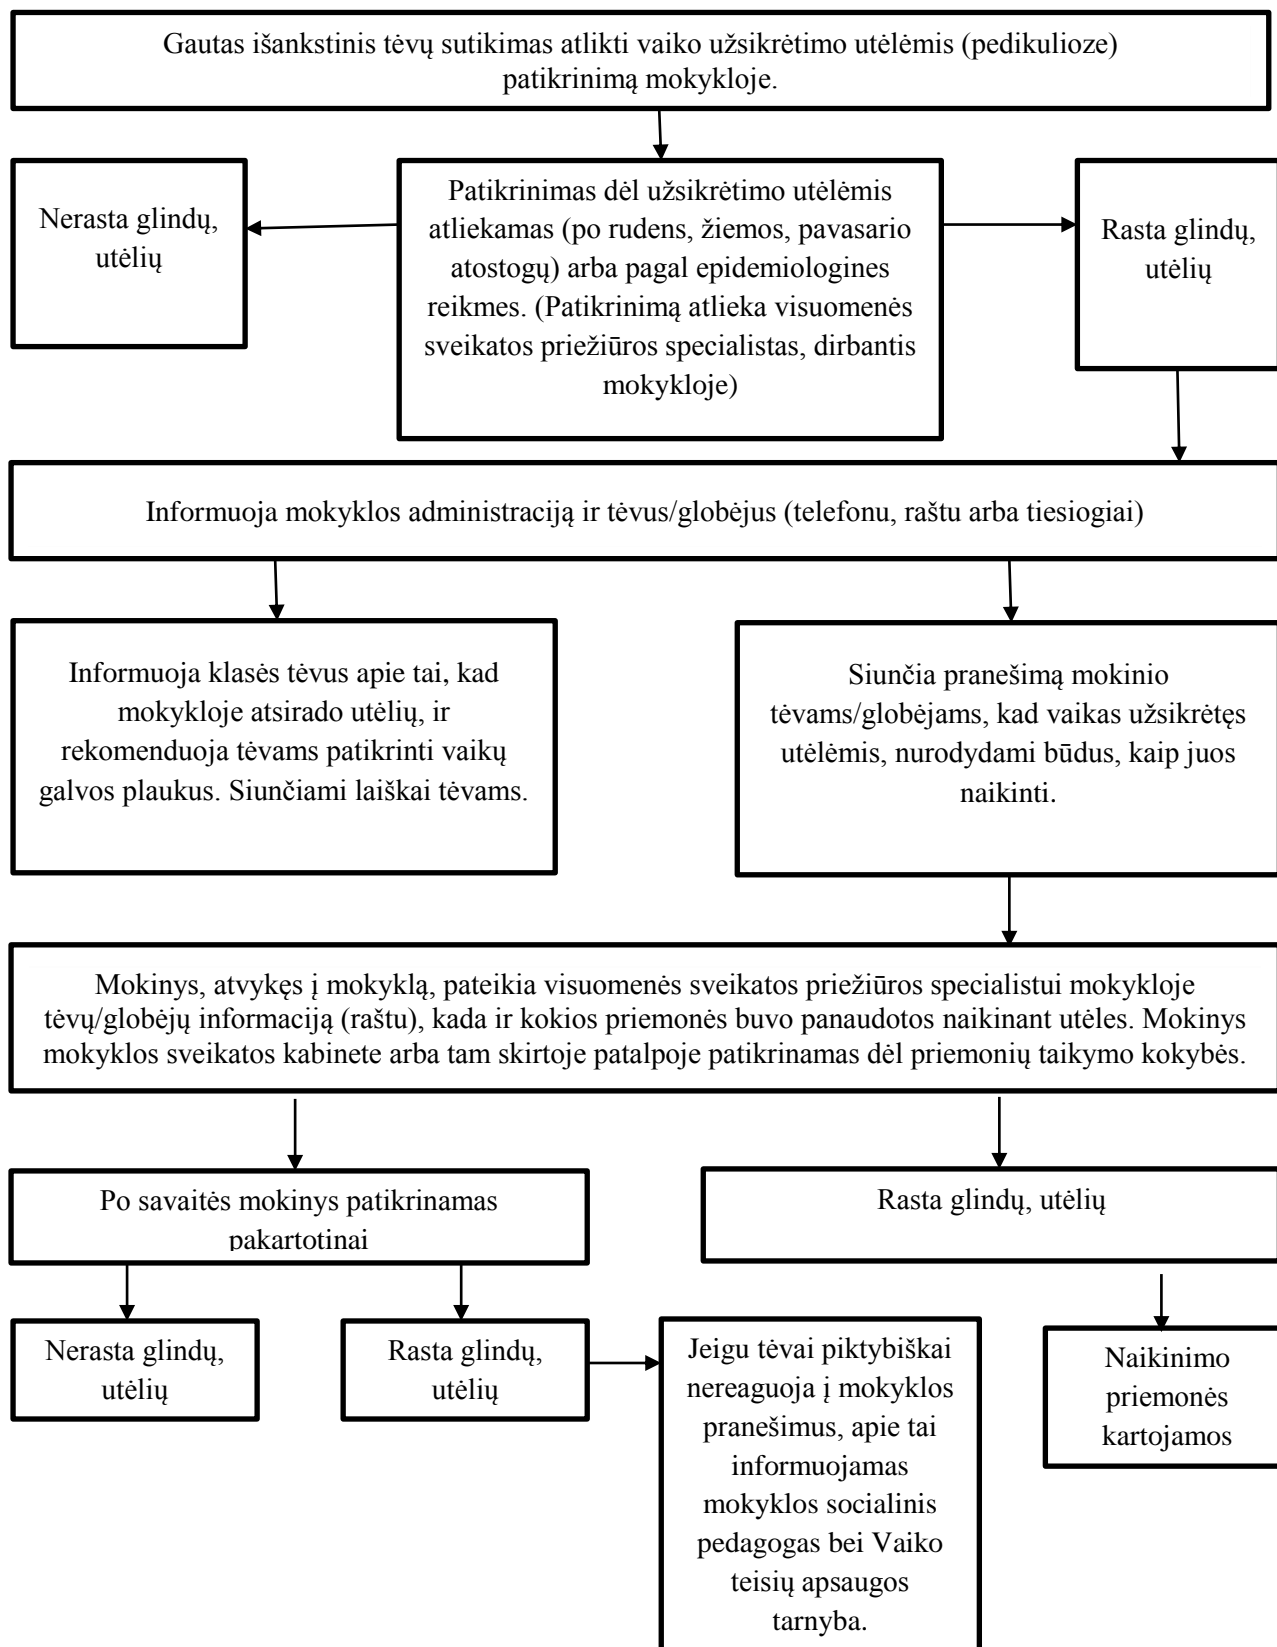 Gautas išankstinis tėvų sutikimas atlikti vaiko užsikrėtimo utėlėmis (pedikulioze)
patikrinimą mokykloje.
Nerasta glindų,
utėlių
Patikrinimas dėl užsikrėtimo utėlėmis
atliekamas (po rudens, žiemos, pavasario
atostogų) arba pagal epidemiologines
reikmes. (Patikrinimą atlieka visuomenės
sveikatos priežiūros specialistas, dirbantis
mokykloje)
Rasta glindų,
utėlių
Informuoja mokyklos administraciją ir tėvus/globėjus (telefonu, raštu arba tiesiogiai)
Informuoja klasės tėvus apie tai, kad
mokykloje atsirado utėlių, ir
rekomenduoja tėvams patikrinti vaikų
galvos plaukus. Siunčiami laiškai tėvams.
Siunčia pranešimą mokinio
tėvams/globėjams, kad vaikas užsikrėtęs
utėlėmis, nurodydami būdus, kaip juos
naikinti.
Mokinys, atvykęs į mokyklą, pateikia visuomenės sveikatos priežiūros specialistui mokykloje
tėvų/globėjų informaciją (raštu), kada ir kokios priemonės buvo panaudotos naikinant utėles. Mokinys
mokyklos sveikatos kabinete arba tam skirtoje patalpoje patikrinamas dėl priemonių taikymo kokybės.
Po savaitės mokinys patikrinamas
pakartotinai
Rasta glindų, utėlių
Nerasta glindų,
utėlių
Rasta glindų,
utėlių
Jeigu tėvai piktybiškai
nereaguoja į mokyklos
pranešimus, apie tai
informuojamas
mokyklos socialinis
pedagogas bei Vaiko
teisių apsaugos
tarnyba.
Naikinimo
priemonės
kartojamos